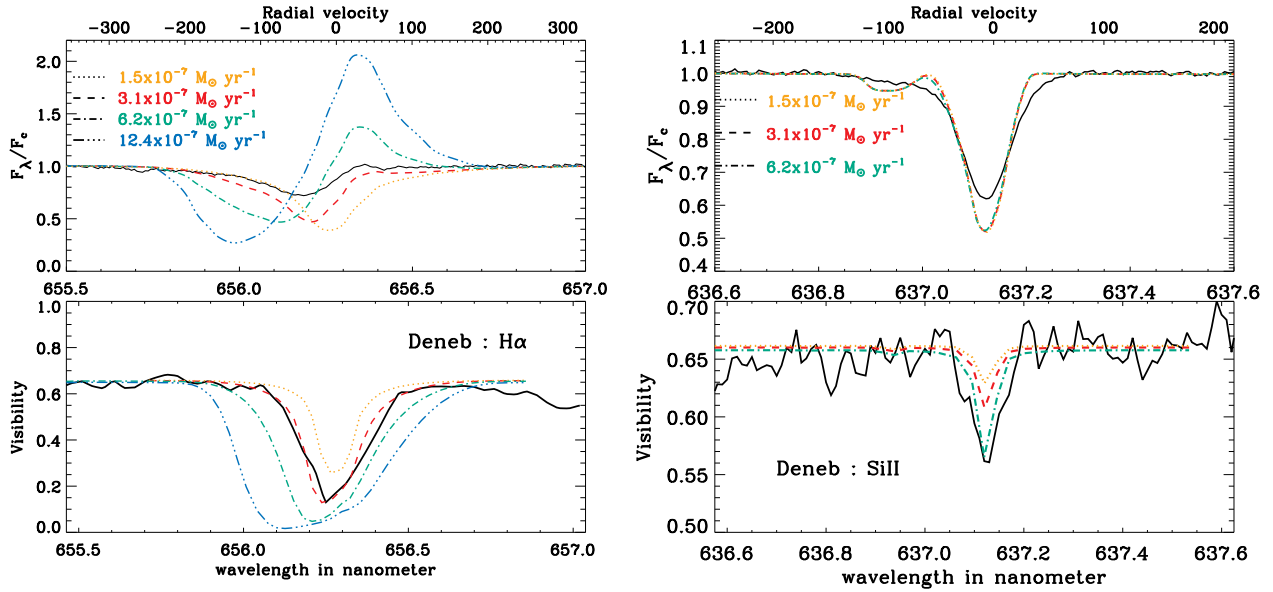 Radial velocity
-300 -200 -100 0 100 200 300
2.0
1.5
1.0
0.5
0.0
F_λ/F_c
1.5x10⁻⁷ M☉ yr⁻¹
3.1x10⁻⁷ M☉ yr⁻¹
6.2x10⁻⁷ M☉ yr⁻¹
12.4x10⁻⁷ M☉ yr⁻¹
655.5 656.0 656.5 657.0
1.0
0.8
0.6
0.4
0.2
0.0
Visibility
Deneb : Hα
655.5 656.0 656.5 657.0
wavelength in nanometer
Radial velocity
-200 -100 0 100 200
1.1
1.0
0.9
0.8
0.7
0.6
0.5
0.4
F_λ/F_c
1.5x10⁻⁷ M☉ yr⁻¹
3.1x10⁻⁷ M☉ yr⁻¹
6.2x10⁻⁷ M☉ yr⁻¹
636.6 636.8 637.0 637.2 637.4 637.6
0.70
0.65
0.60
0.55
0.50
Visibility
Deneb : SiII
636.6 636.8 637.0 637.2 637.4 637.6
wavelength in nanometer